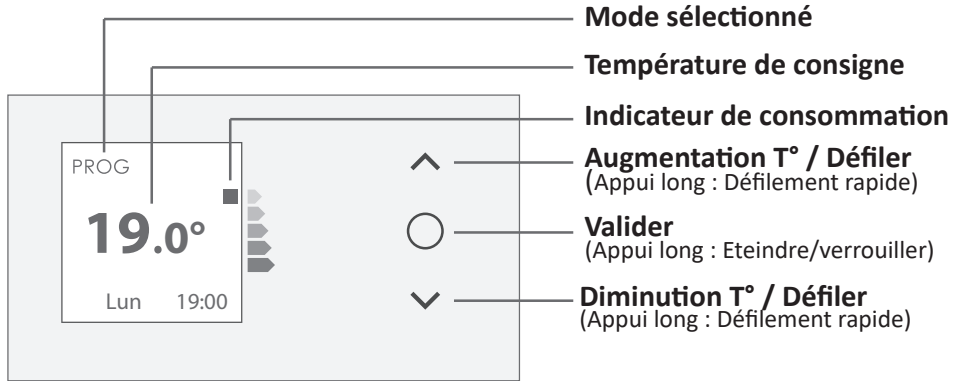 Mode sélectionné
Température de consigne
Indicateur de consommation
Augmentation T° / Défiler
(Appui long : Défilement rapide)
Valider
(Appui long : Eteindre/verrouiller)
Diminution T° / Défiler
(Appui long : Défilement rapide)
PROG
19.0°
Lun 19:00